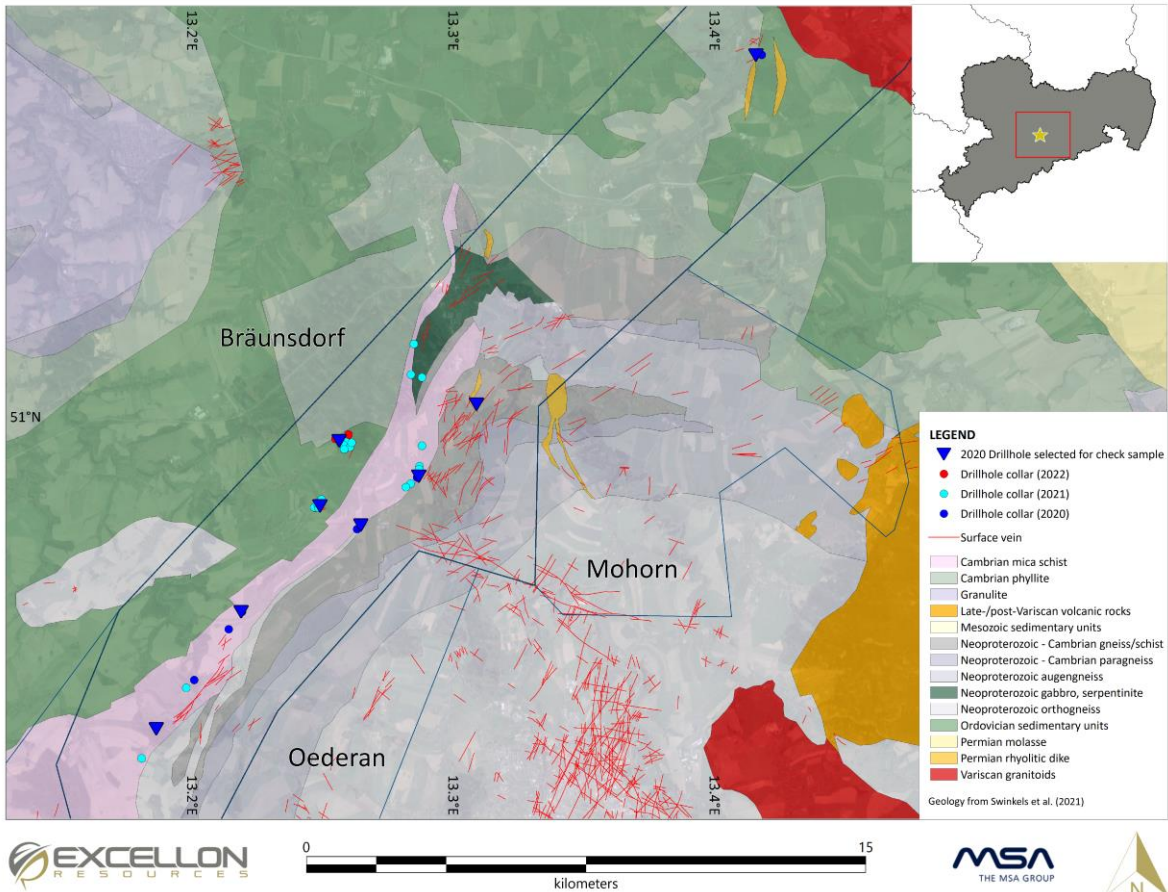 13.2°E
13.3°E
13.4°E
Bräunsdorf
51°N
Mohorn
Oederan
13.2°E
13.3°E
13.4°E
LEGEND
2020 Drillhole selected for check sample
Drillhole collar (2022)
Drillhole collar (2021)
Drillhole collar (2020)
Surface vein
Cambrian mica schist
Cambrian phyllite
Granulite
Late-/post-Variscan volcanic rocks
Mesozoic sedimentary units
Neoproterozoic - Cambrian gneiss/schist
Neoproterozoic - Cambrian paragneiss
Neoproterozoic augengneiss
Neoproterozoic gabbro, serpentinite
Neoproterozoic orthogneiss
Ordovician sedimentary units
Permian molasse
Permian rhyolitic dike
Variscan granitoids
Geology from Swinkels et al. (2021)
EXCELLON
RESOURCES
0 15
kilometers
MSA
THE MSA GROUP
N